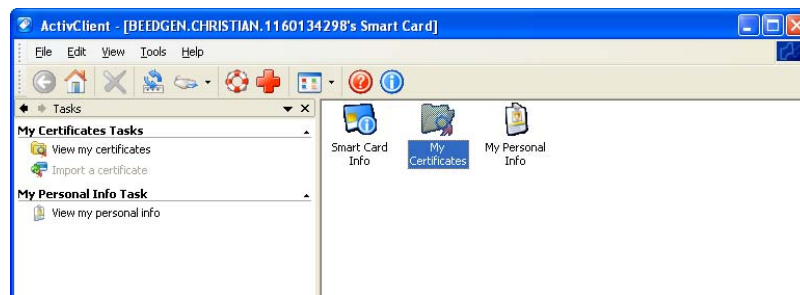 ActivClient - [BEEDGEN.CHRISTIAN.1160134298's Smart Card]
File Edit View Tools Help
Tasks
My Certificates Tasks
View my certificates
Import a certificate
My Personal Info Task
View my personal info
Smart Card
Info
My
Certificates
My Personal
Info